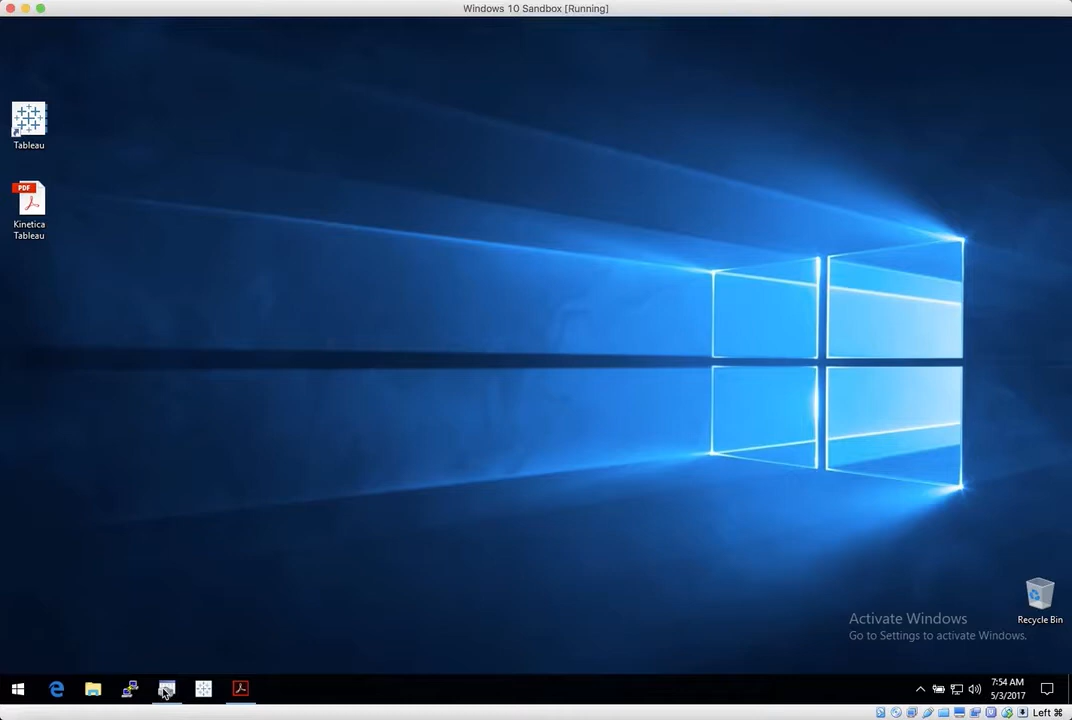 Windows 10 Sandbox [Running]
Tableau
PDF
Kinetica
Tableau
Recycle Bin
Activate Windows
Go to Settings to activate Windows.
7:54 AM
5/3/2017
Left ⌘